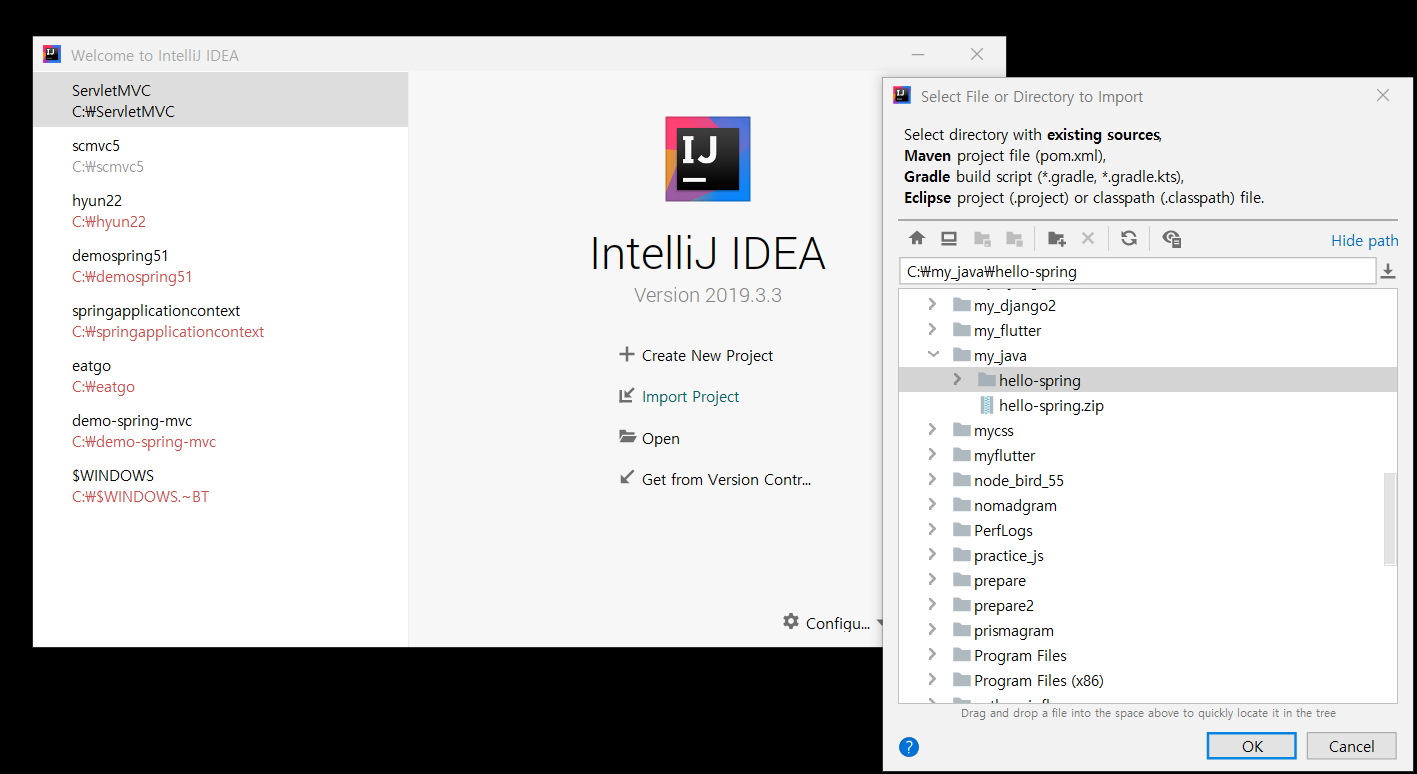 Welcome to IntelliJ IDEA
ServletMVC
C:₩ServletMVC
scmvc5
C:₩scmvc5
hyun22
C:₩hyun22
demospring51
C:₩demospring51
springapplicationcontext
C:₩springapplicationcontext
eatgo
C:₩eatgo
demo-spring-mvc
C:₩demo-spring-mvc
$WINDOWS
C:₩$WINDOWS.~BT
IJ
IntelliJ IDEA
Version 2019.3.3
Create New Project
Import Project
Open
Get from Version Contr...
Configu...
Select File or Directory to Import
Select directory with existing sources,
Maven project file (pom.xml),
Gradle build script (*.gradle, *.gradle.kts),
Eclipse project (.project) or classpath (.classpath) file.
Hide path
C:₩my_java₩hello-spring
my_django2
my_flutter
my_java
hello-spring
hello-spring.zip
mycss
myflutter
node_bird_55
nomadgram
PerfLogs
practice_js
prepare
prepare2
prismagram
Program Files
Program Files (x86)
Drag and drop a file into the space above to quickly locate it in the tree
?
OK
Cancel